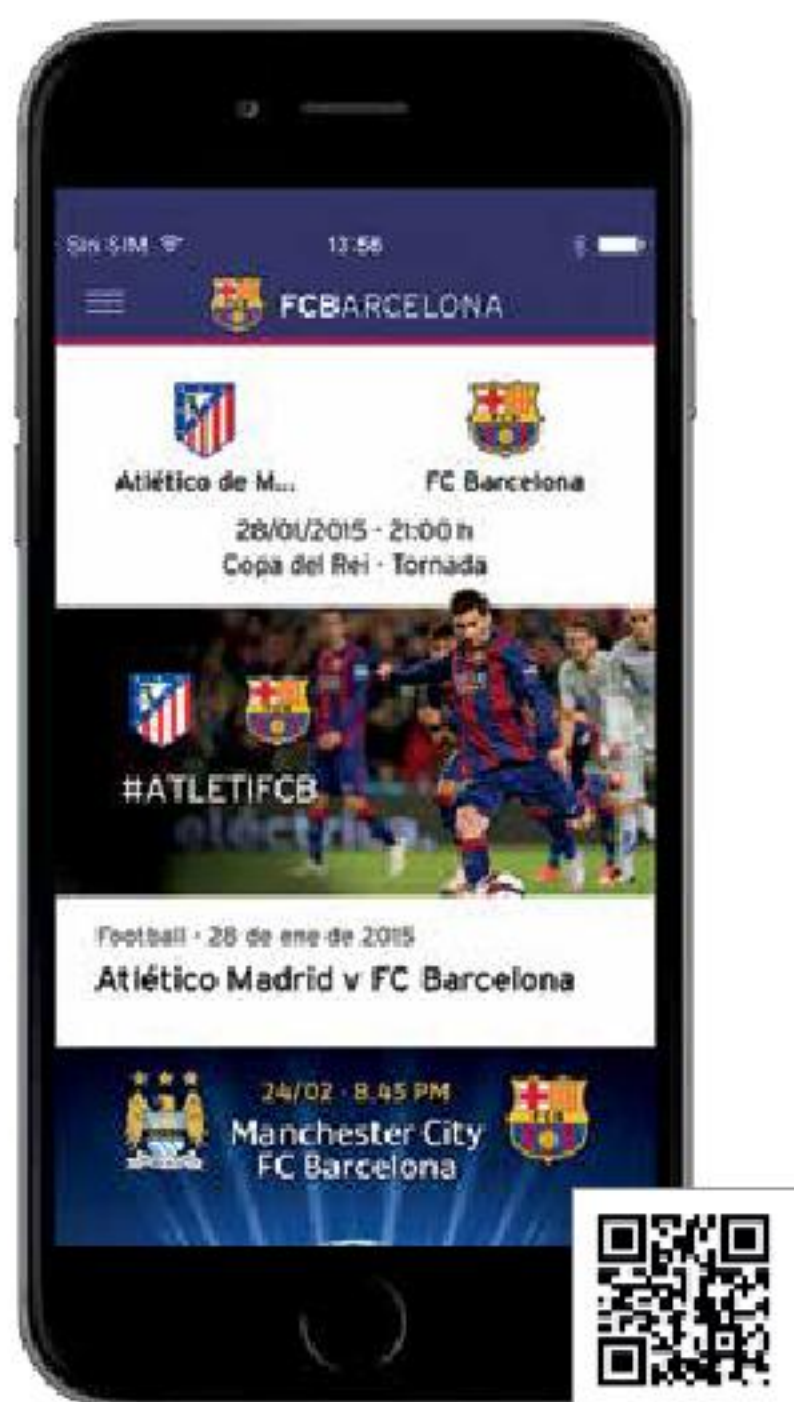 SIN SIM 13:56
FCBARCELONA
Atlético de M... FC Barcelona
28/01/2015 - 21:00 h
Copa del Rei - Tornada
#ATLETIFCB
eléctrica.
Football · 28 de ene de 2015
Atlético Madrid v FC Barcelona
24/02 · 8.45 PM
Manchester City
FC Barcelona